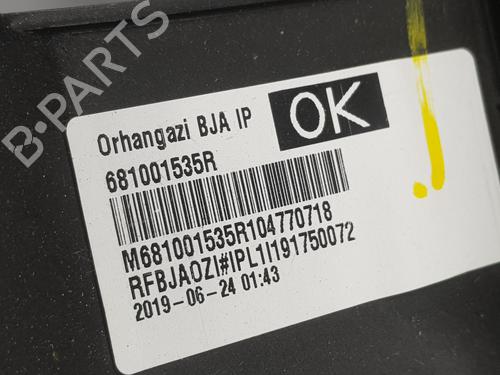 B-PARTS
Orhangazi BJA IP
OK
681001535R
M681001535R104770718
RFBJAOZI#IPL1I191750072
2019-06-24 01:43